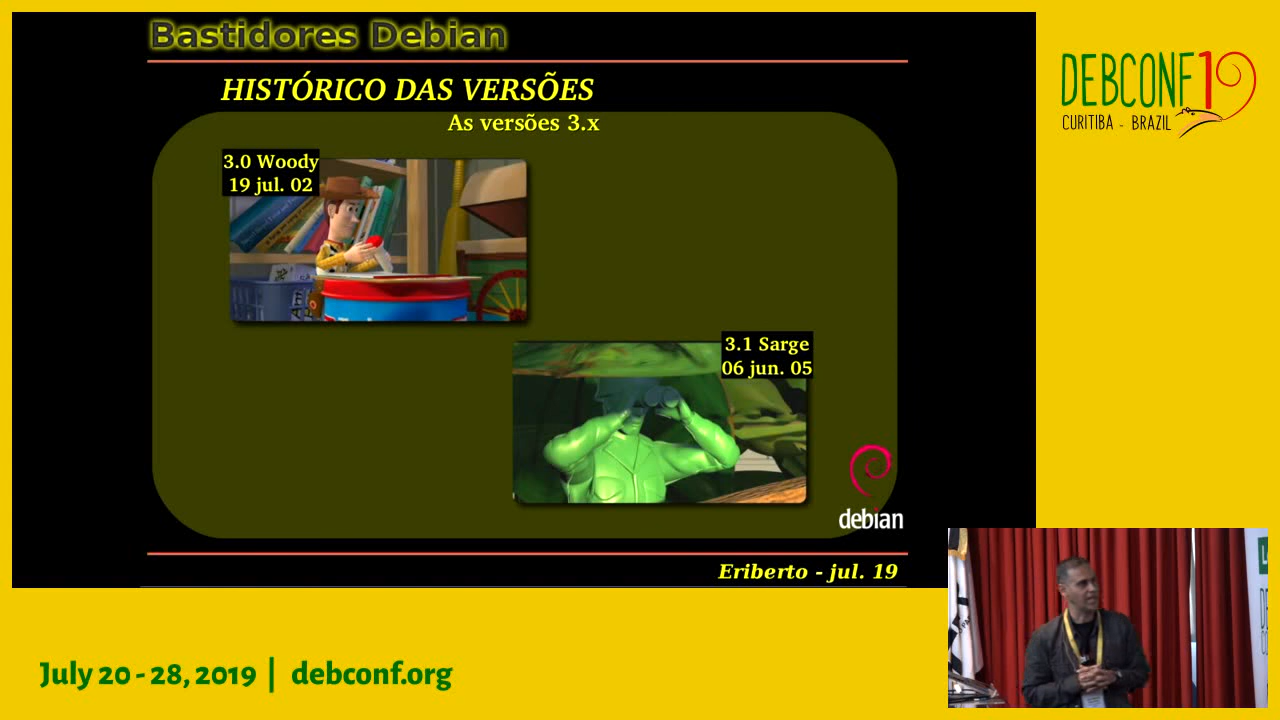 Bastidores Debian
HISTÓRICO DAS VERSÕES
As versões 3.x
3.0 Woody
19 jul. 02
3.1 Sarge
06 jun. 05
debian
Eriberto - jul. 19
DEBCONF19
CURITIBA - BRAZIL
July 20 - 28, 2019 | debconf.org